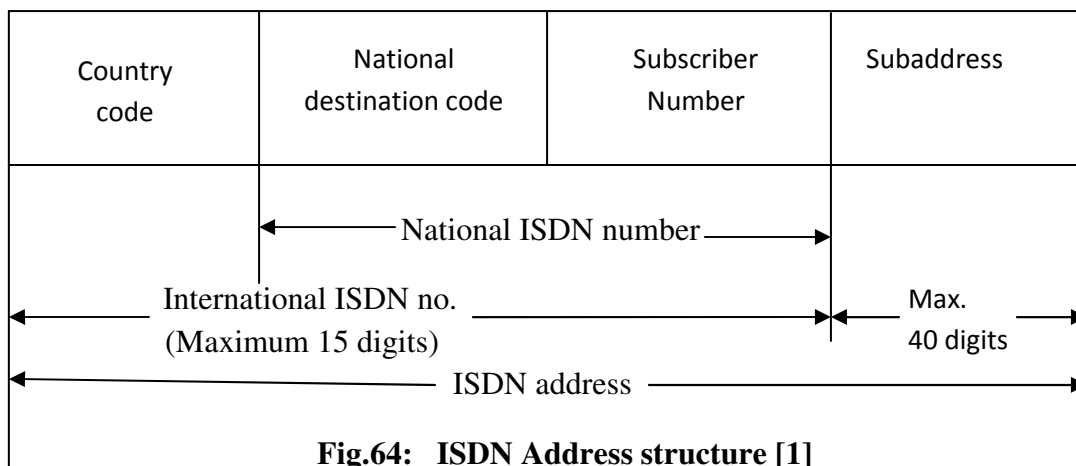 Country
code
National
destination code
Subscriber
Number
Subaddress
National ISDN number
International ISDN no.
(Maximum 15 digits)
Max.
40 digits
ISDN address
Fig.64: ISDN Address structure [1]